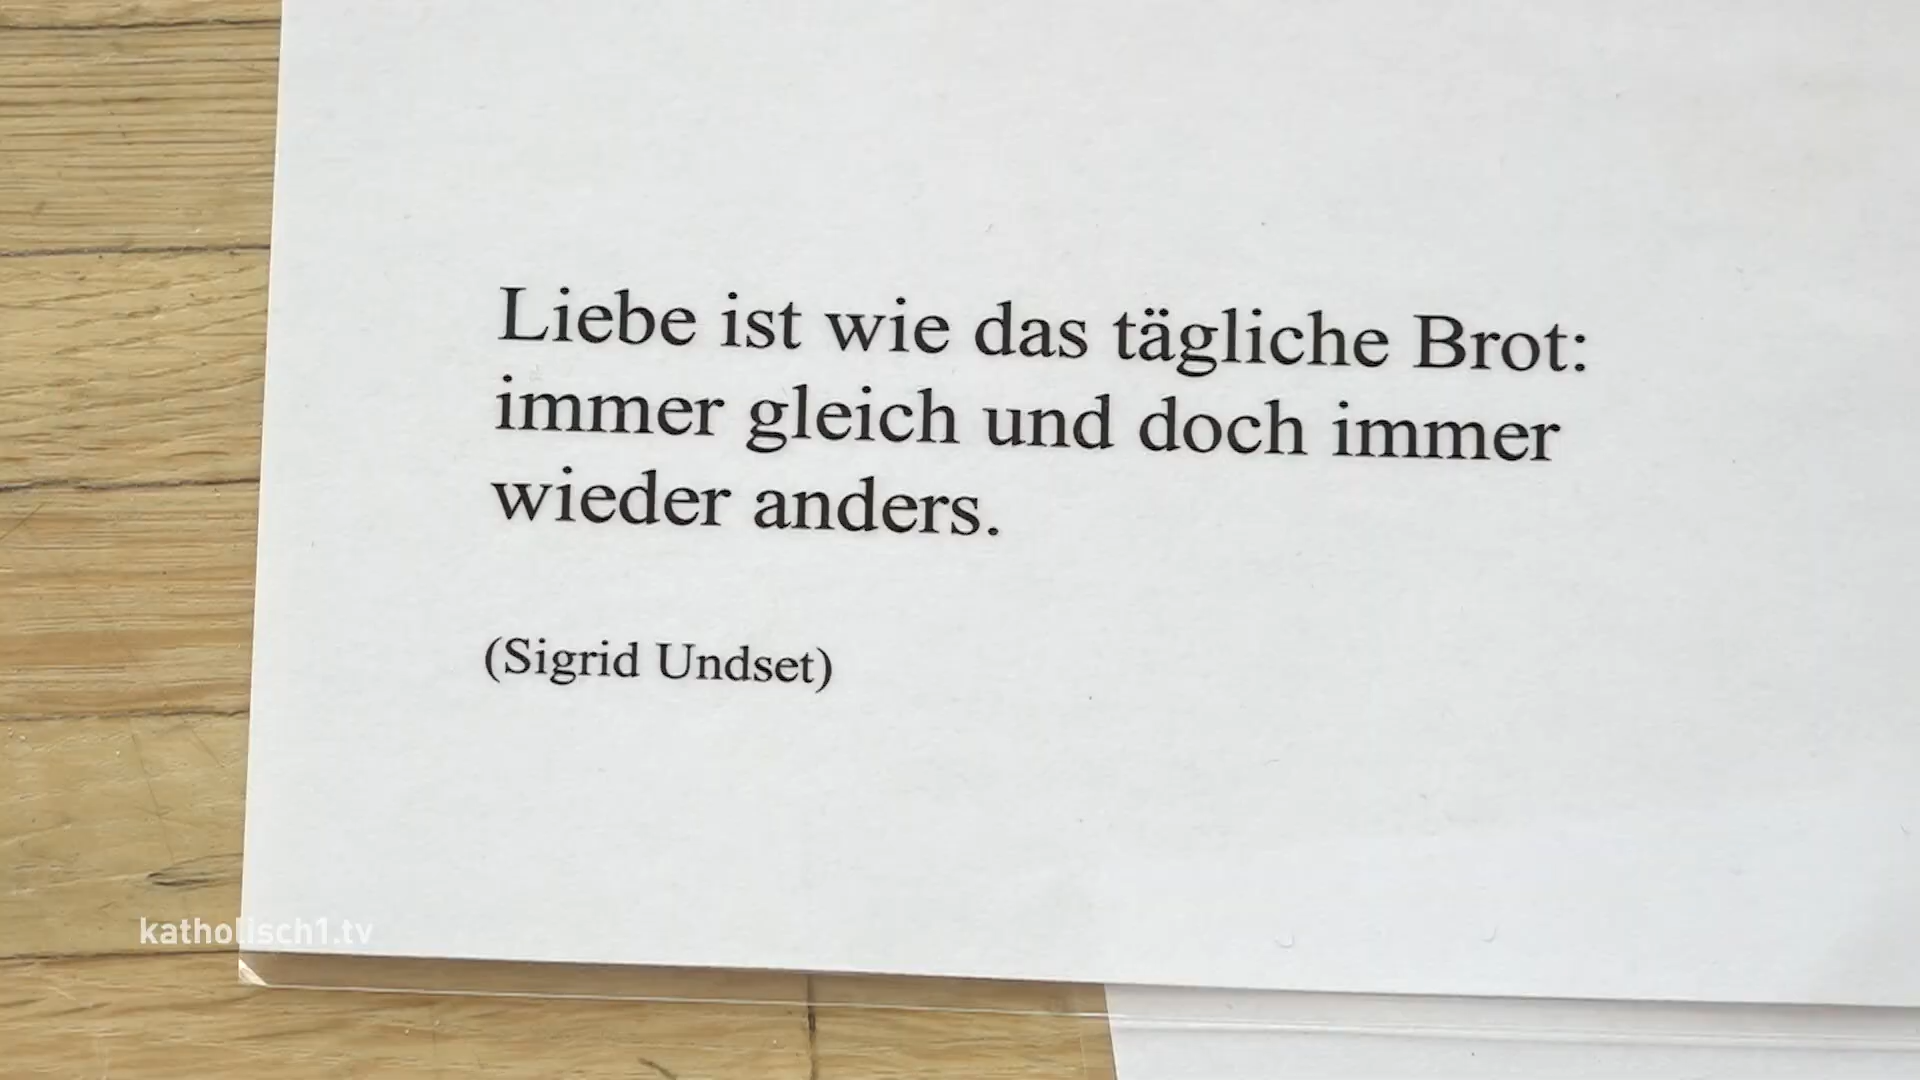 Liebe ist wie das tägliche Brot:
immer gleich und doch immer
wieder anders.
(Sigrid Undset)
katholisch1.tv